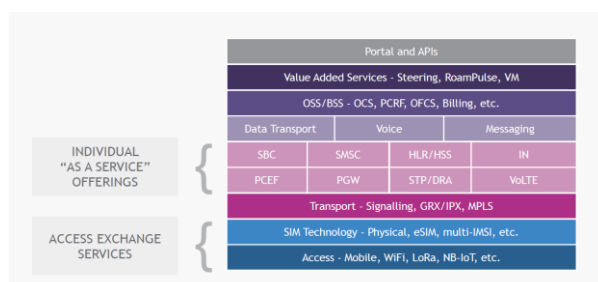 Portal and APIs
Value Added Services - Steering, RoamPulse, VM
OSS/BSS - OCS, PCRF, OFCS, Billing, etc.
Data Transport Voice Messaging
INDIVIDUAL
"AS A SERVICE"
OFFERINGS
SBC SMSC HLR/HSS IN
PCEF PGW STP/DRA VoLTE
Transport - Signalling, GRX/IPX, MPLS
ACCESS EXCHANGE
SERVICES
SIM Technology - Physical, eSIM, multi-IMSI, etc.
Access - Mobile, WiFi, LoRa, NB-IoT, etc.